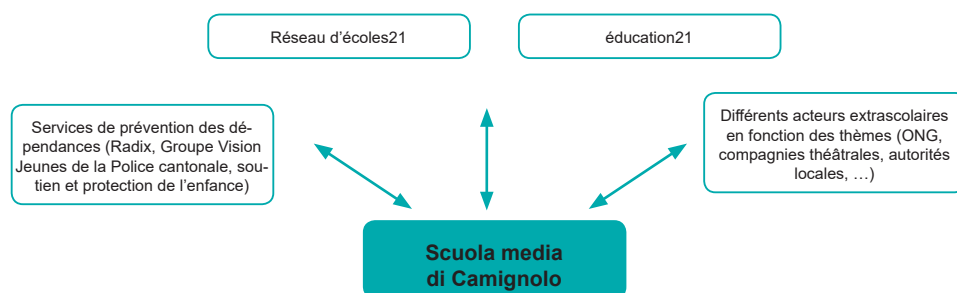 Réseau d'écoles21
éducation21
Services de prévention des dé-
pendances (Radix, Groupe Vision
Jeunes de la Police cantonale, sou-
tien et protection de l'enfance)
Différents acteurs extrascolaires
en fonction des thèmes (ONG,
compagnies théâtrales, autorités
locales, …)
Scuola media
di Camignolo